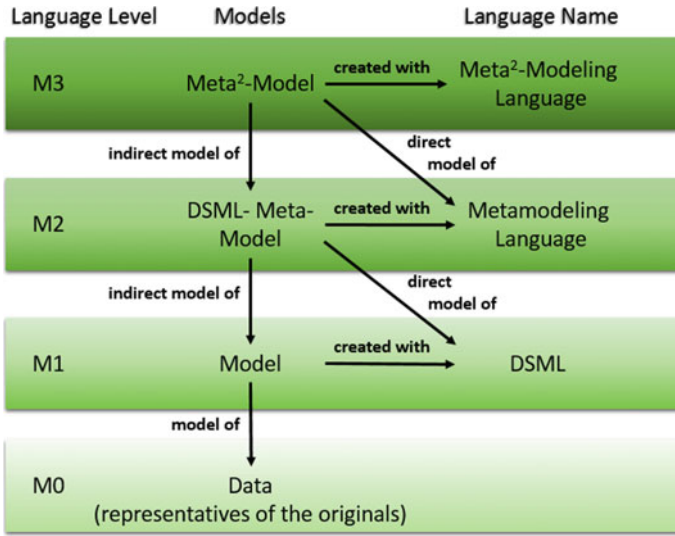 Language Level Models Language Name
M3 Meta²-Model created with Meta²-Modeling
Language
indirect model of direct
model of
M2 DSML- Meta- created with Metamodeling
Model Language
indirect model of direct
model of
M1 Model created with DSML
model of
M0 Data
(representatives of the originals)